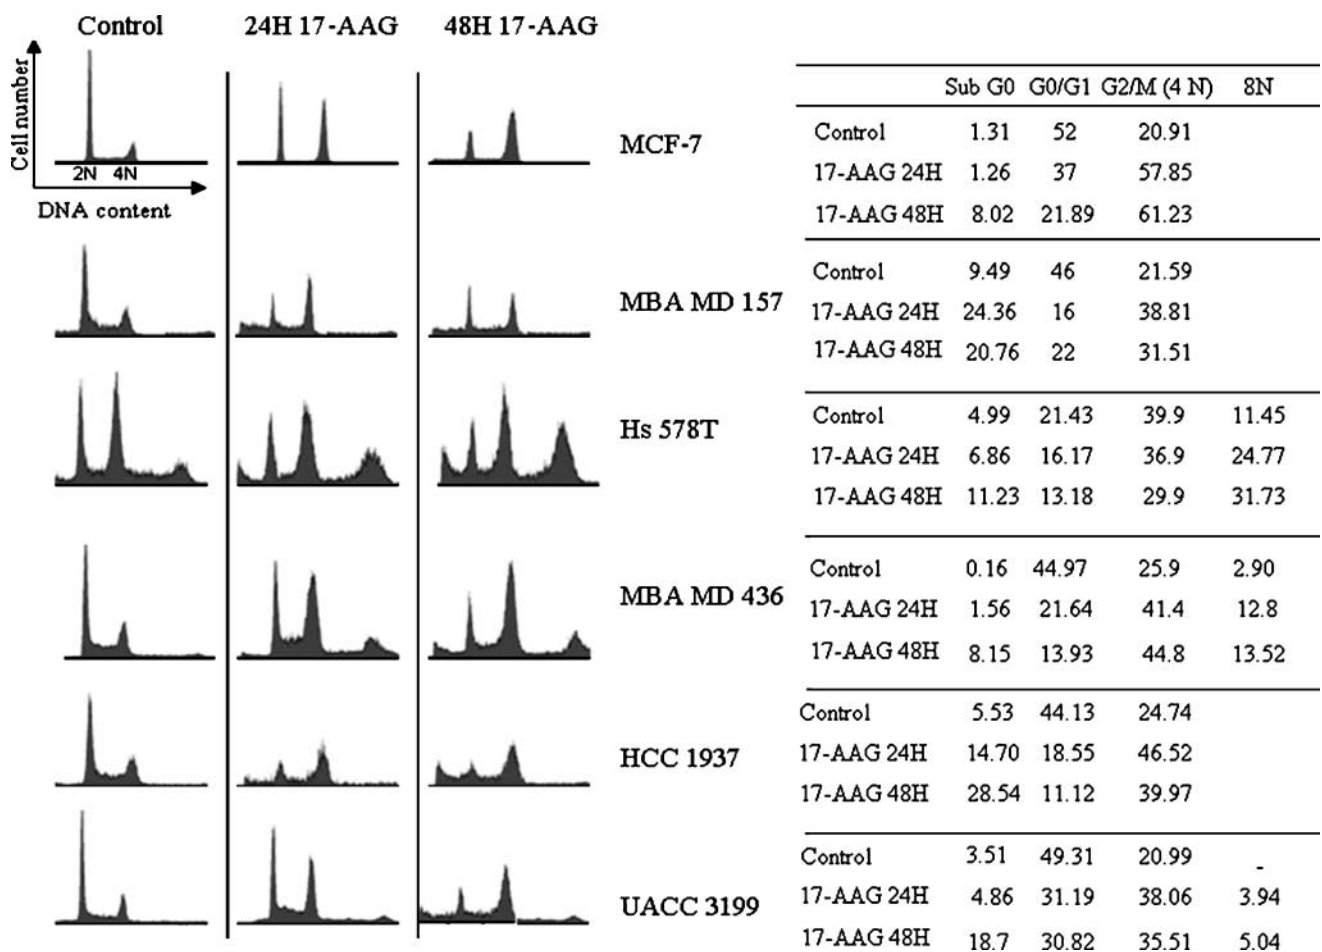 Control 24H 17-AAG 48H 17-AAG
Cell number
2N 4N
DNA content
MCF-7
MBA MD 157
Hs 578T
MBA MD 436
HCC 1937
UACC 3199
Sub G0 G0/G1 G2/M (4 N) 8N
Control 1.31 52 20.91
17-AAG 24H 1.26 37 57.85
17-AAG 48H 8.02 21.89 61.23
Control 9.49 46 21.59
17-AAG 24H 24.36 16 38.81
17-AAG 48H 20.76 22 31.51
Control 4.99 21.43 39.9 11.45
17-AAG 24H 6.86 16.17 36.9 24.77
17-AAG 48H 11.23 13.18 29.9 31.73
Control 0.16 44.97 25.9 2.90
17-AAG 24H 1.56 21.64 41.4 12.8
17-AAG 48H 8.15 13.93 44.8 13.52
Control 5.53 44.13 24.74
17-AAG 24H 14.70 18.55 46.52
17-AAG 48H 28.54 11.12 39.97
Control 3.51 49.31 20.99 -
17-AAG 24H 4.86 31.19 38.06 3.94
17-AAG 48H 18.7 30.82 35.51 5.04